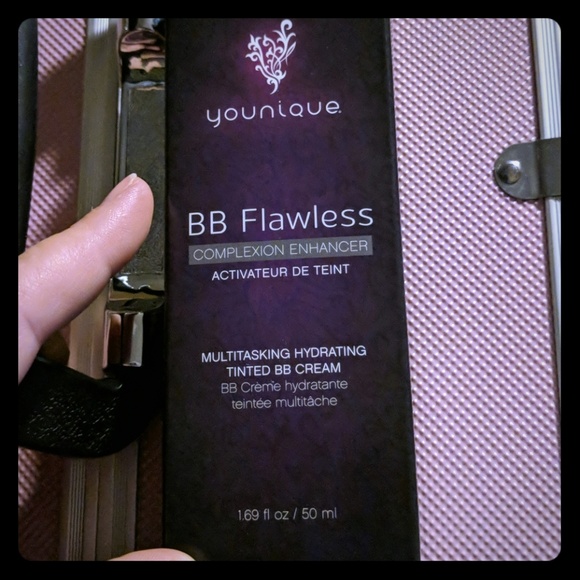 younique
BB Flawless
COMPLEXION ENHANCER
ACTIVATEUR DE TEINT
MULTITASKING HYDRATING
TINTED BB CREAM
BB Crème hydratante
teintée multitâche
1.69 fl oz / 50 ml